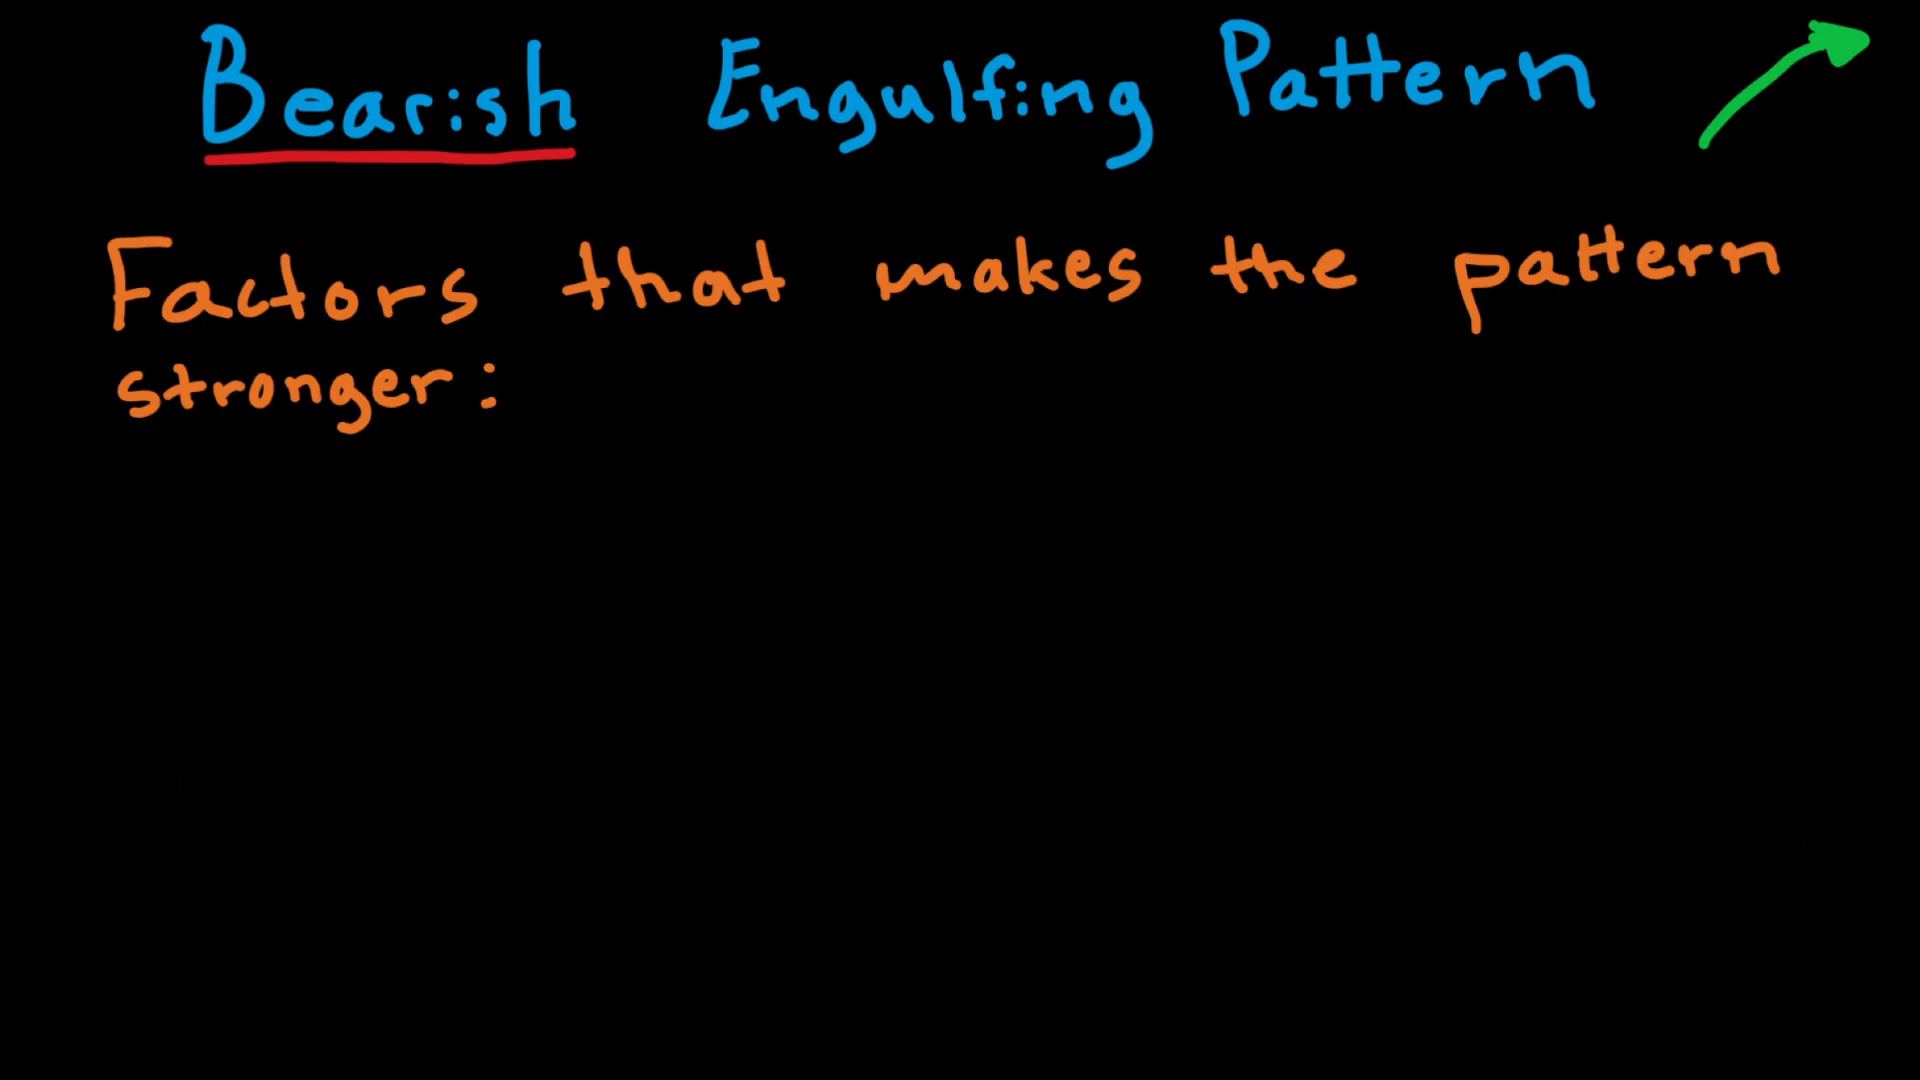 Bearish Engulfing Pattern
Factors that makes the pattern
stronger: